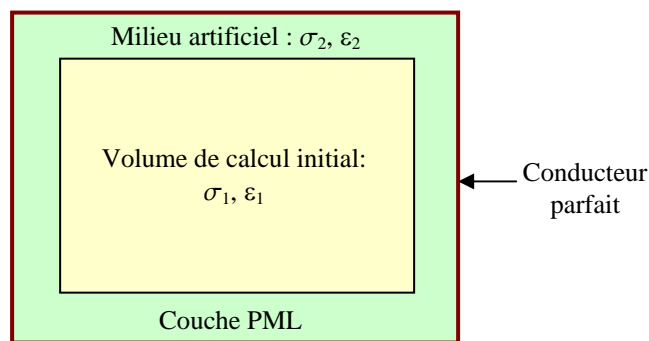 Milieu artificiel : σ₂, ε₂
Volume de calcul initial:
σ₁, ε₁
Conducteur
parfait
Couche PML